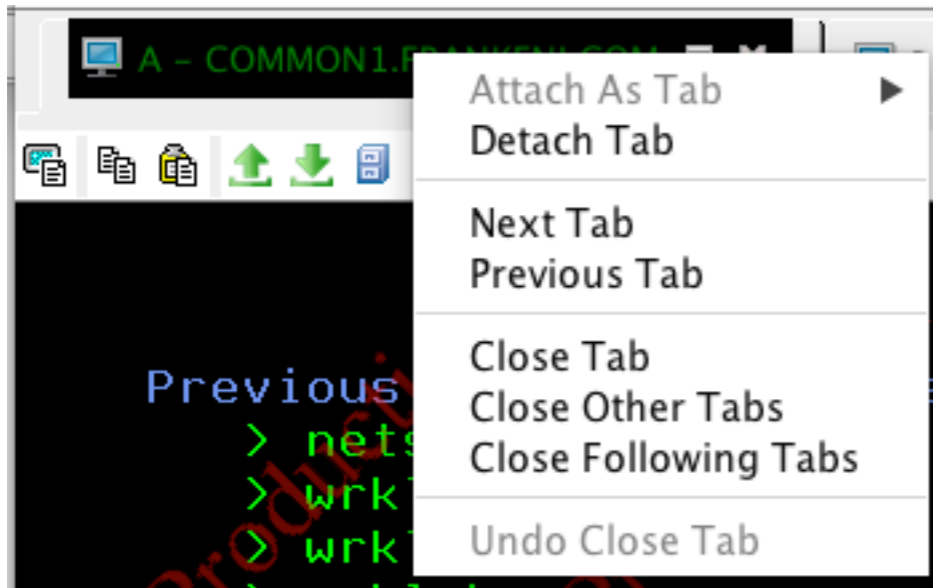 A - COMMON1.
Attach As Tab
Detach Tab
Next Tab
Previous Tab
Close Tab
Close Other Tabs
Close Following Tabs
Undo Close Tab
Previous
> nets
> wrk
> wrk
Producti